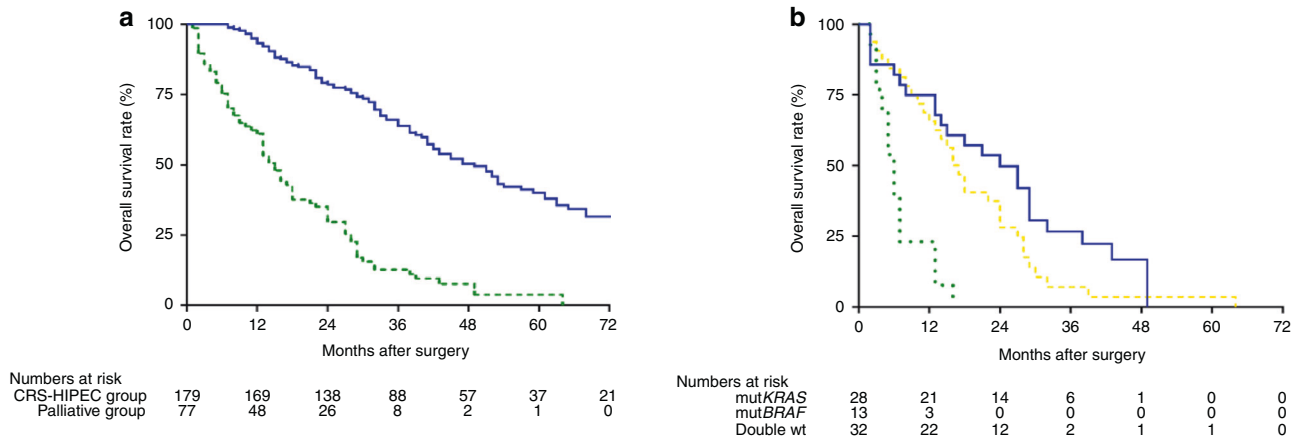 a
100
75
50
25
0
Overall survival rate (%)
0 12 24 36 48 60 72
Months after surgery
Numbers at risk
CRS-HIPEC group 179 169 138 88 57 37 21
Palliative group 77 48 26 8 2 1 0
b
100
75
50
25
0
Overall survival rate (%)
0 12 24 36 48 60 72
Months after surgery
Numbers at risk
mutKRAS 28 21 14 6 1 0 0
mutBRAF 13 3 0 0 0 0 0
Double wt 32 22 12 2 1 1 0